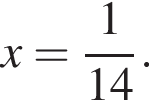 x = 1/14.